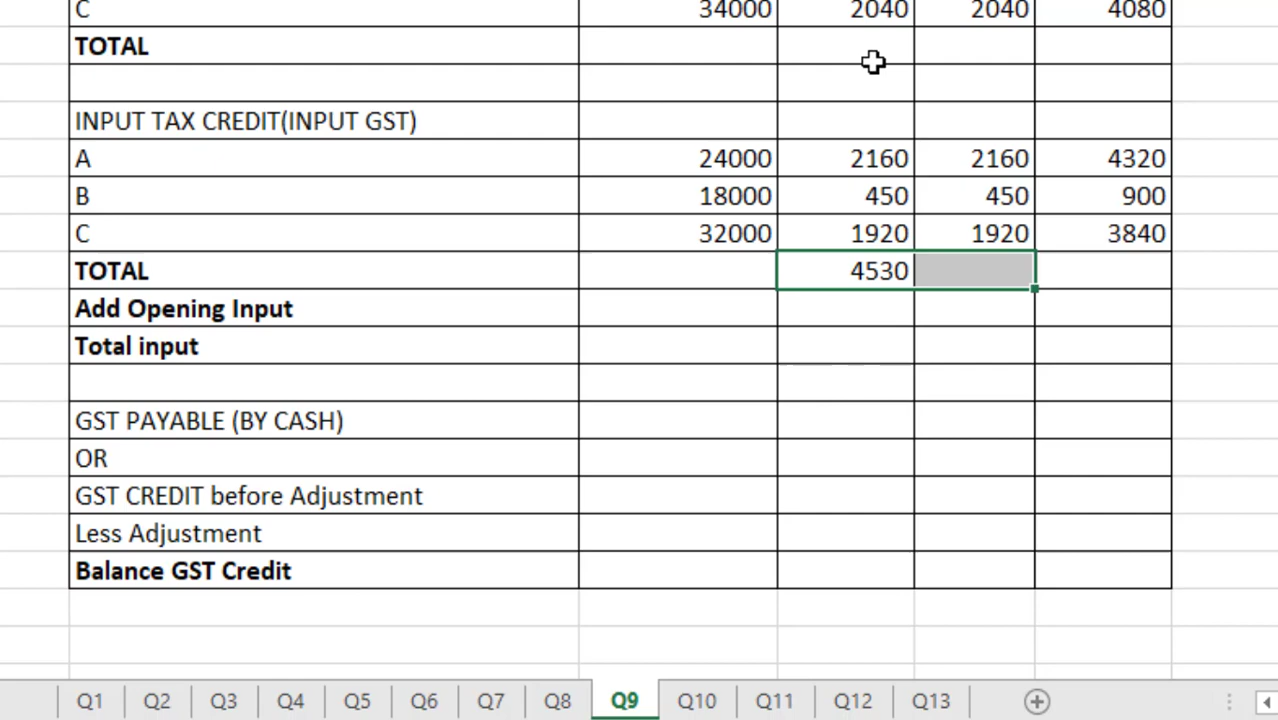 C 34000 2040 2040 4080
TOTAL
INPUT TAX CREDIT(INPUT GST)
A 24000 2160 2160 4320
B 18000 450 450 900
C 32000 1920 1920 3840
TOTAL 4530
Add Opening Input
Total input
GST PAYABLE (BY CASH)
OR
GST CREDIT before Adjustment
Less Adjustment
Balance GST Credit
Q1 Q2 Q3 Q4 Q5 Q6 Q7 Q8 Q9 Q10 Q11 Q12 Q13